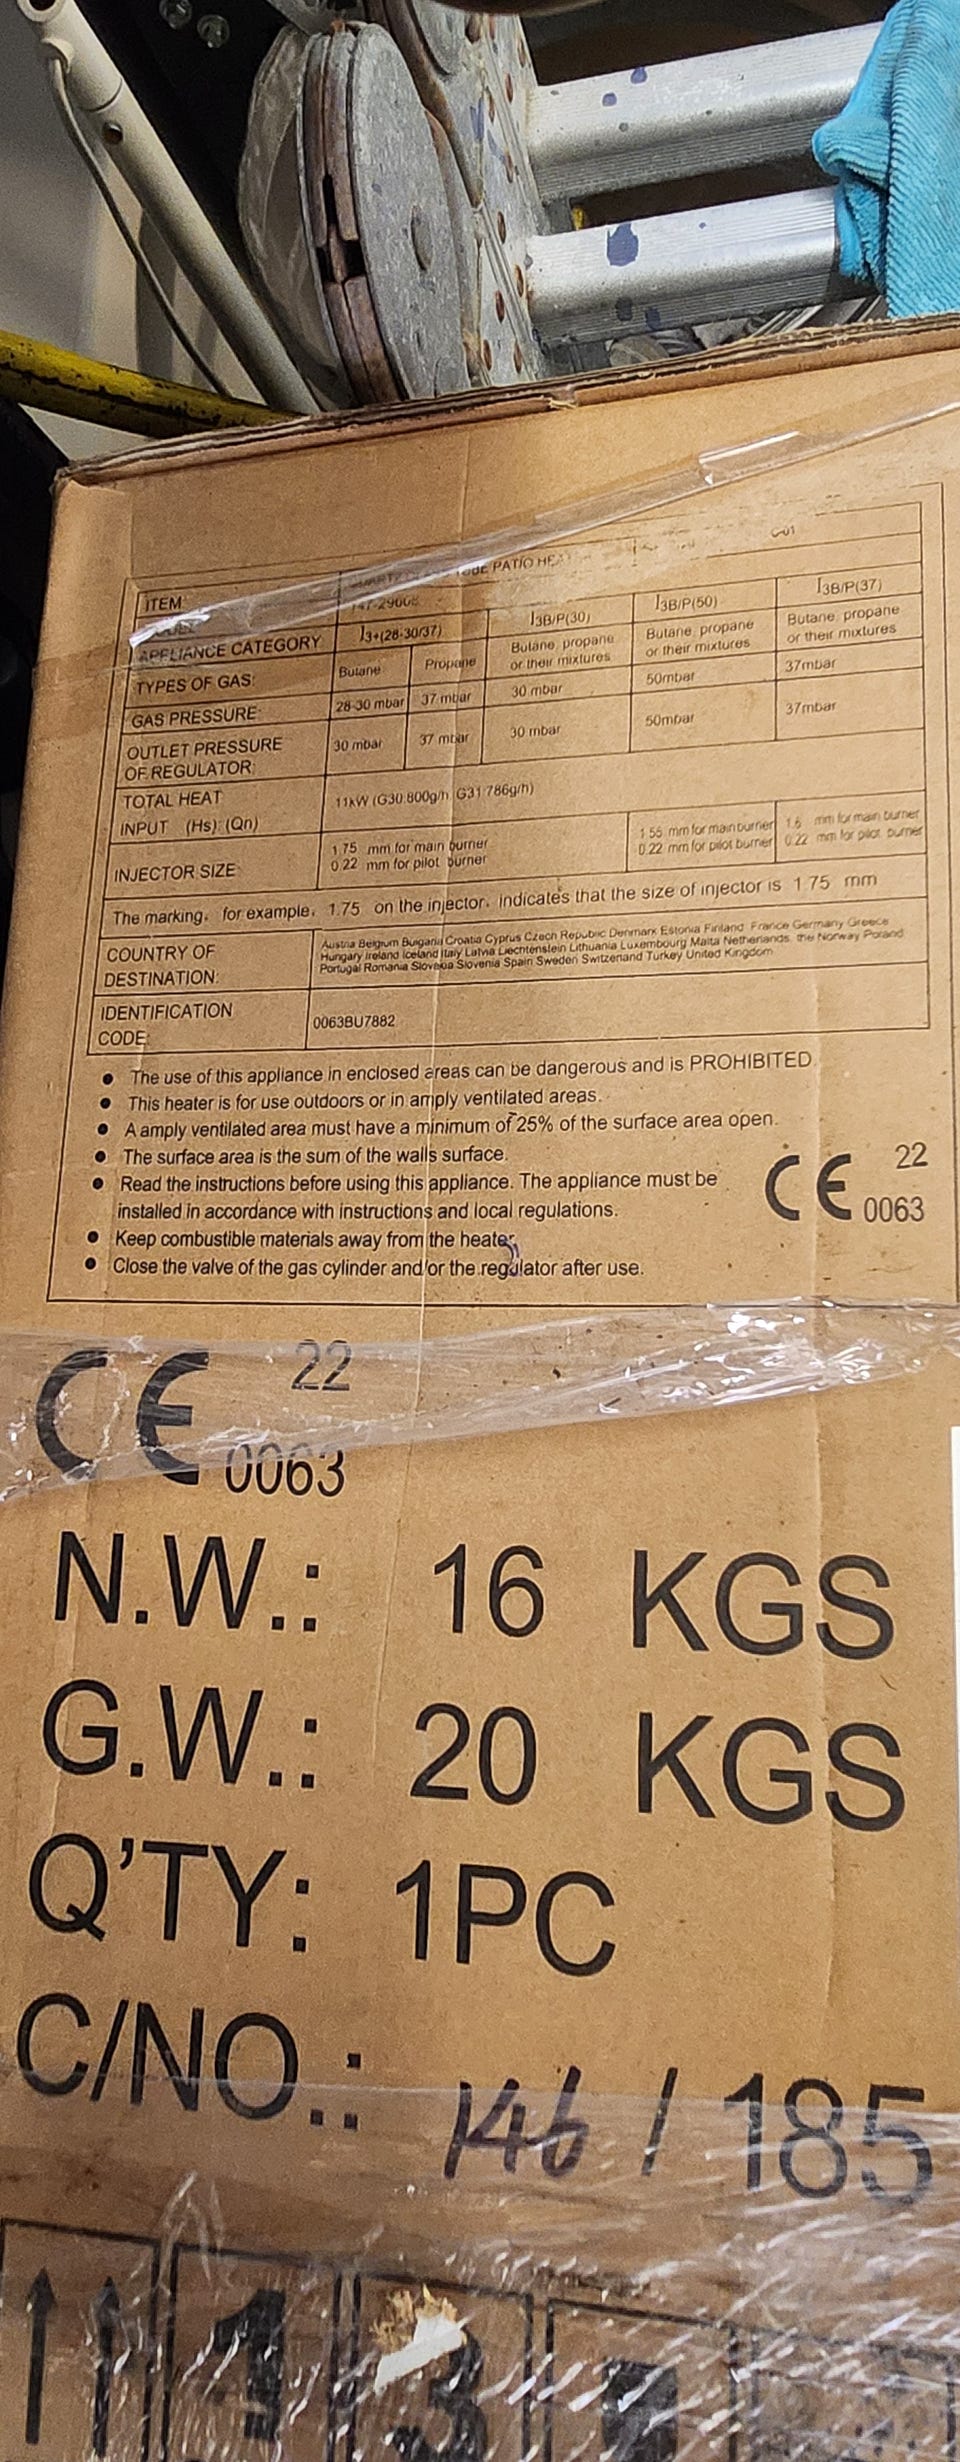 ITEM
PATIO HEA
APPLIANCE CATEGORY I3+(28-30/37) I3B/P(30) I3B/P(50) I3B/P(37)
TYPES OF GAS: Butane Propane Butane, propane or their mixtures Butane, propane or their mixtures Butane, propane or their mixtures
GAS PRESSURE: 28-30 mbar 37 mbar 30 mbar 50mbar 37mbar
OUTLET PRESSURE OF REGULATOR: 30 mbar 37 mbar 30 mbar 50mbar 37mbar
TOTAL HEAT
INPUT (Hs): (Qn) 11kW (G30:800g/h, G31:786g/h)
INJECTOR SIZE: 1.75 mm for main burner 1.55 mm for main burner 1.6 mm for main burner
0.22 mm for pilot burner 0.22 mm for pilot burner 0.22 mm for pilot burner
The marking, for example, 1.75 on the injector, indicates that the size of injector is 1.75 mm
COUNTRY OF DESTINATION:
Austria Belgium Bulgaria Croatia Cyprus Czech Republic Denmark Estonia Finland France Germany Greece
Hungary Ireland Iceland Italy Latvia Liechtenstein Lithuania Luxembourg Malta Netherlands, the Norway Poland
Portugal Romania Slovakia Slovenia Spain Sweden Switzerland Turkey United Kingdom
IDENTIFICATION CODE: 0063BU7882
● The use of this appliance in enclosed areas can be dangerous and is PROHIBITED.
● This heater is for use outdoors or in amply ventilated areas.
● A amply ventilated area must have a minimum of 25% of the surface area open.
● The surface area is the sum of the walls surface.
● Read the instructions before using this appliance. The appliance must be
installed in accordance with instructions and local regulations.
● Keep combustible materials away from the heater.
● Close the valve of the gas cylinder and/or the regulator after use.
CE 22
0063
CE 22
0063
N.W.: 16 KGS
G.W.: 20 KGS
Q'TY: 1PC
C/NO.: 146 / 185
3